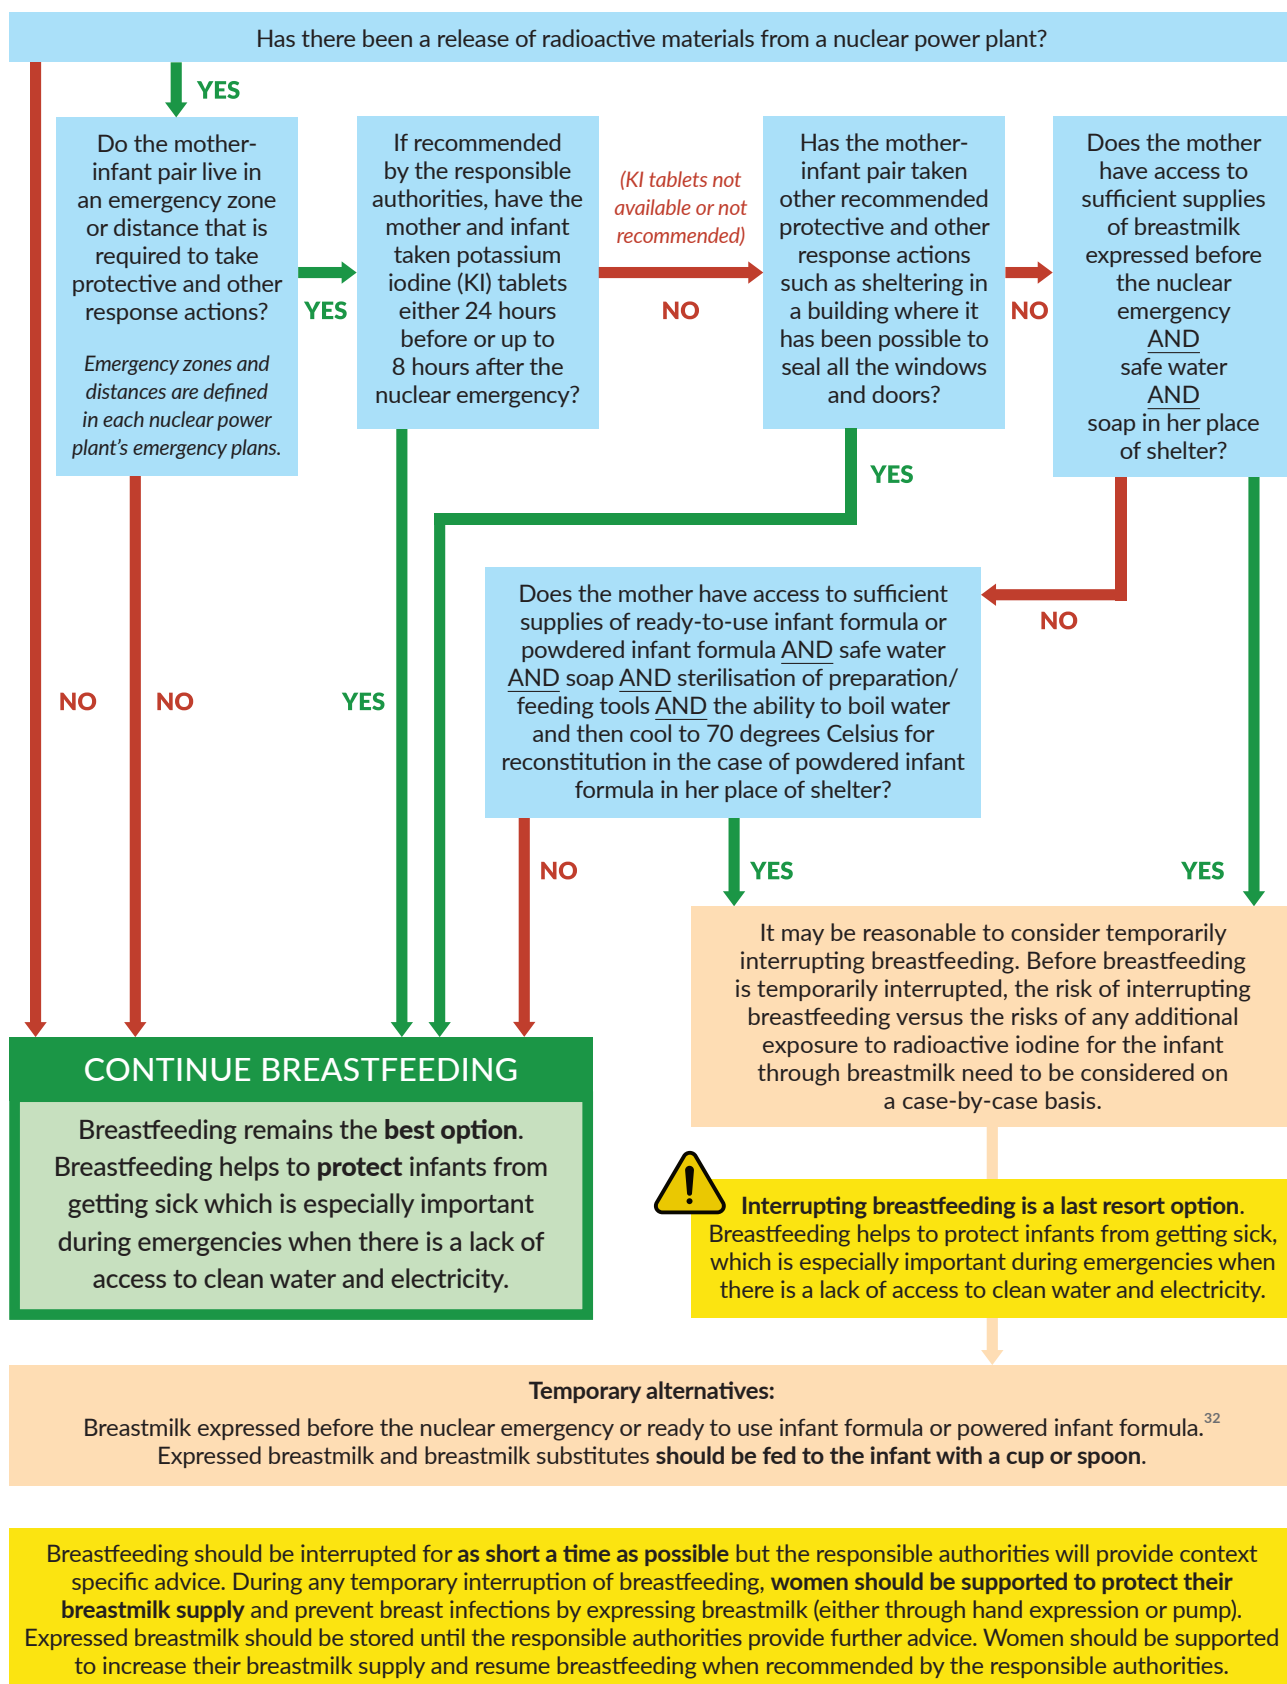 Has there been a release of radioactive materials from a nuclear power plant?
YES
Do the mother-
infant pair live in
an emergency zone
or distance that is
required to take
protective and other
response actions?
Emergency zones and
distances are defined
in each nuclear power
plant's emergency plans.
YES
If recommended
by the responsible
authorities, have the
mother and infant
taken potassium
iodine (KI) tablets
either 24 hours
before or up to
8 hours after the
nuclear emergency?
(KI tablets not
available or not
recommended)
NO
Has the mother-
infant pair taken
other recommended
protective and other
response actions
such as sheltering in
a building where it
has been possible to
seal all the windows
and doors?
NO
Does the mother
have access to
sufficient supplies
of breastmilk
expressed before
the nuclear
emergency
AND
safe water
AND
soap in her place
of shelter?
YES
NO
Does the mother have access to sufficient
supplies of ready-to-use infant formula or
powdered infant formula AND safe water
AND soap AND sterilisation of preparation/
feeding tools AND the ability to boil water
and then cool to 70 degrees Celsius for
reconstitution in the case of powdered infant
formula in her place of shelter?
NO
NO
YES
NO
YES
YES
It may be reasonable to consider temporarily
interrupting breastfeeding. Before breastfeeding
is temporarily interrupted, the risk of interrupting
breastfeeding versus the risks of any additional
exposure to radioactive iodine for the infant
through breastmilk need to be considered on
a case-by-case basis.
CONTINUE BREASTFEEDING
Breastfeeding remains the best option.
Breastfeeding helps to protect infants from
getting sick which is especially important
during emergencies when there is a lack of
access to clean water and electricity.
!
Interrupting breastfeeding is a last resort option.
Breastfeeding helps to protect infants from getting sick,
which is especially important during emergencies when
there is a lack of access to clean water and electricity.
Temporary alternatives:
Breastmilk expressed before the nuclear emergency or ready to use infant formula or powered infant formula.32
Expressed breastmilk and breastmilk substitutes should be fed to the infant with a cup or spoon.
Breastfeeding should be interrupted for as short a time as possible but the responsible authorities will provide context
specific advice. During any temporary interruption of breastfeeding, women should be supported to protect their
breastmilk supply and prevent breast infections by expressing breastmilk (either through hand expression or pump).
Expressed breastmilk should be stored until the responsible authorities provide further advice. Women should be supported
to increase their breastmilk supply and resume breastfeeding when recommended by the responsible authorities.